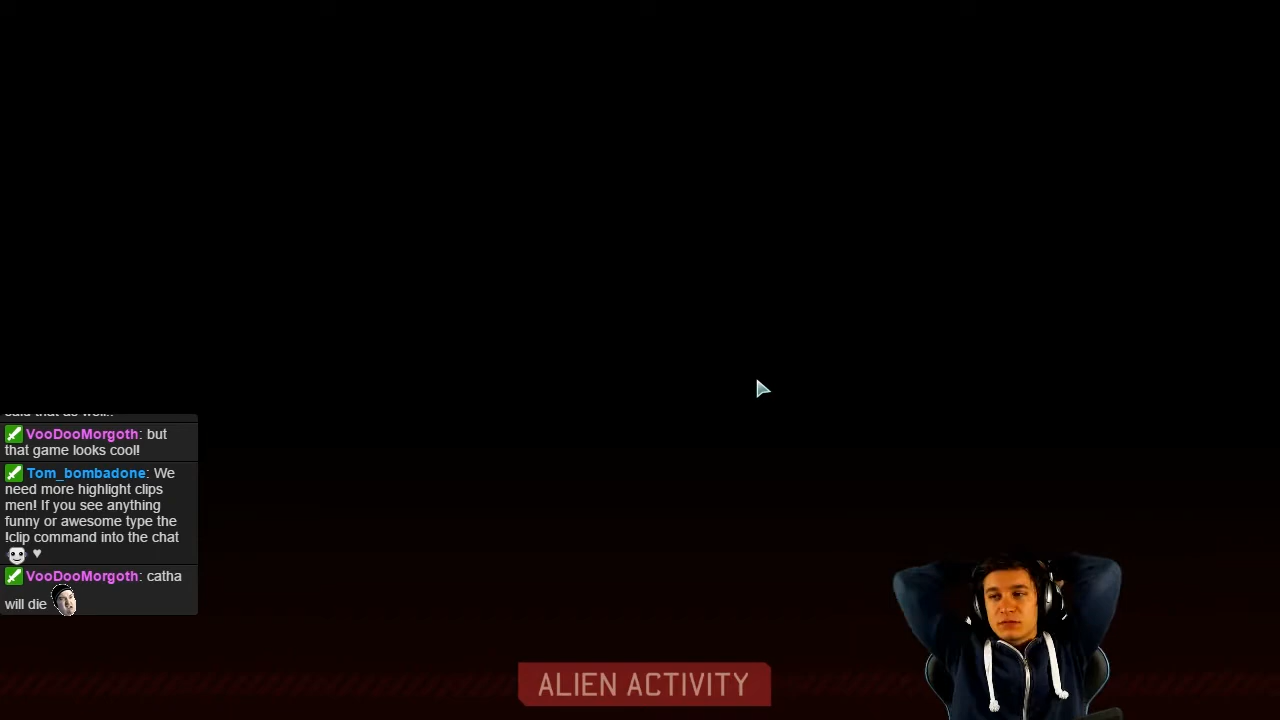 VooDooMorgoth: but
that game looks cool!
Tom_bombadone: We
need more highlight clips
men! If you see anything
funny or awesome type the
!clip command into the chat
♥
VooDooMorgoth: catha
will die
ALIEN ACTIVITY